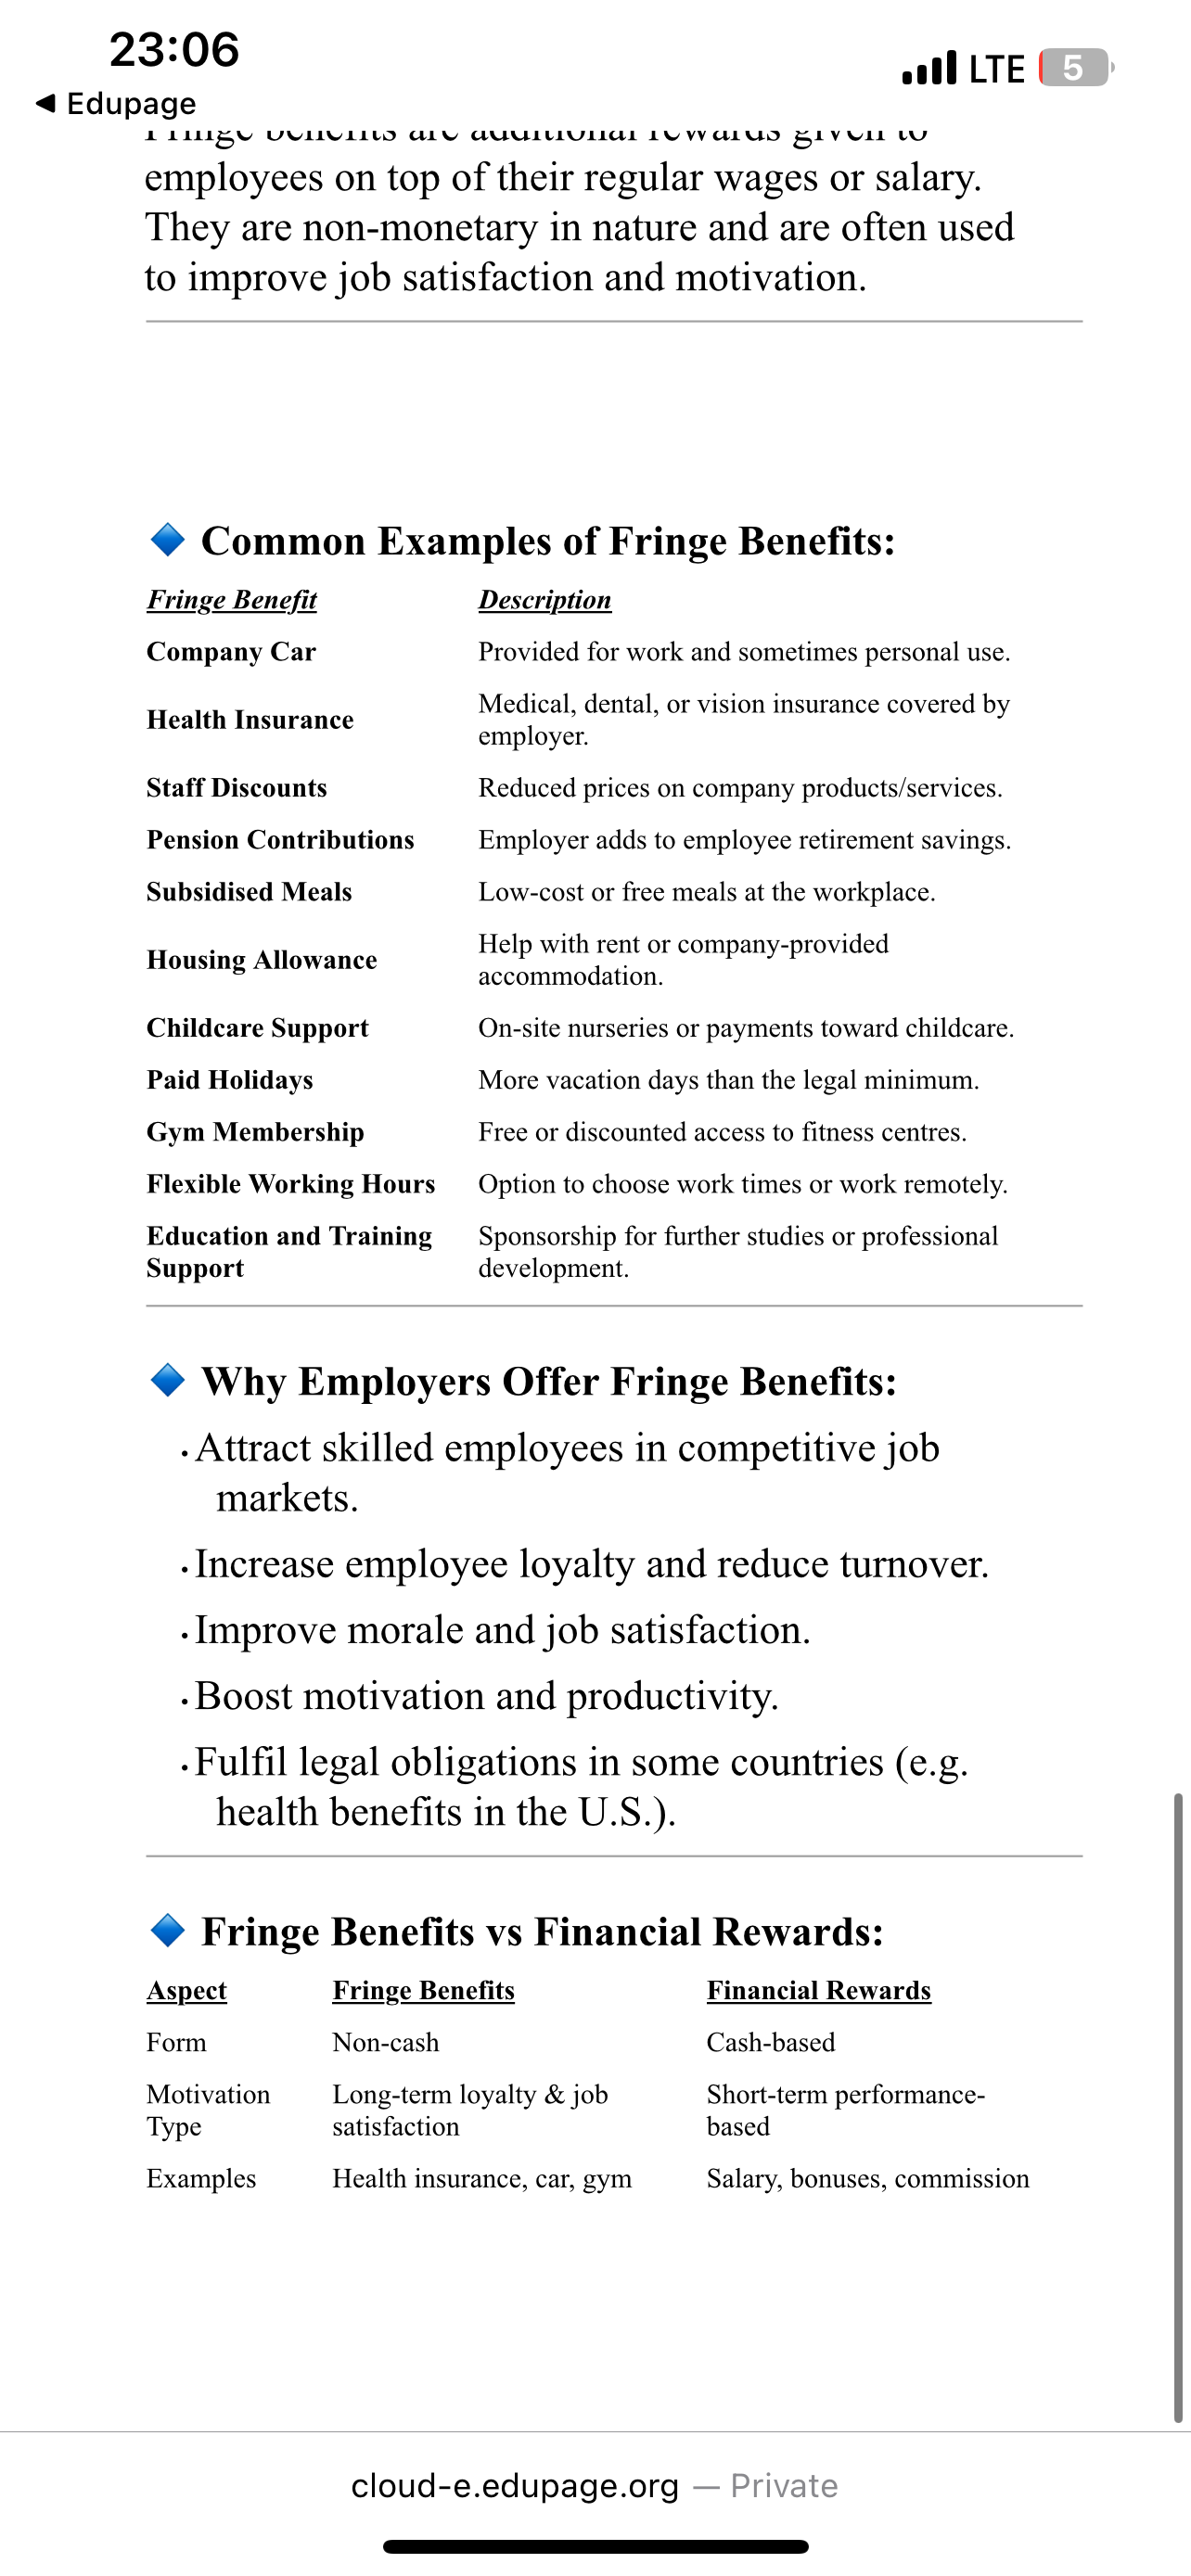 23:06
LTE 5
◀ Edupage
Fringe benefits are additional rewards given to
employees on top of their regular wages or salary.
They are non-monetary in nature and are often used
to improve job satisfaction and motivation.
🔹 Common Examples of Fringe Benefits:
Fringe Benefit Description
Company Car Provided for work and sometimes personal use.
Health Insurance Medical, dental, or vision insurance covered by
employer.
Staff Discounts Reduced prices on company products/services.
Pension Contributions Employer adds to employee retirement savings.
Subsidised Meals Low-cost or free meals at the workplace.
Housing Allowance Help with rent or company-provided
accommodation.
Childcare Support On-site nurseries or payments toward childcare.
Paid Holidays More vacation days than the legal minimum.
Gym Membership Free or discounted access to fitness centres.
Flexible Working Hours Option to choose work times or work remotely.
Education and Training Sponsorship for further studies or professional
Support development.
🔹 Why Employers Offer Fringe Benefits:
· Attract skilled employees in competitive job
markets.
· Increase employee loyalty and reduce turnover.
· Improve morale and job satisfaction.
· Boost motivation and productivity.
· Fulfil legal obligations in some countries (e.g.
health benefits in the U.S.).
🔹 Fringe Benefits vs Financial Rewards:
Aspect Fringe Benefits Financial Rewards
Form Non-cash Cash-based
Motivation Long-term loyalty & job Short-term performance-
Type satisfaction based
Examples Health insurance, car, gym Salary, bonuses, commission
cloud-e.edupage.org — Private